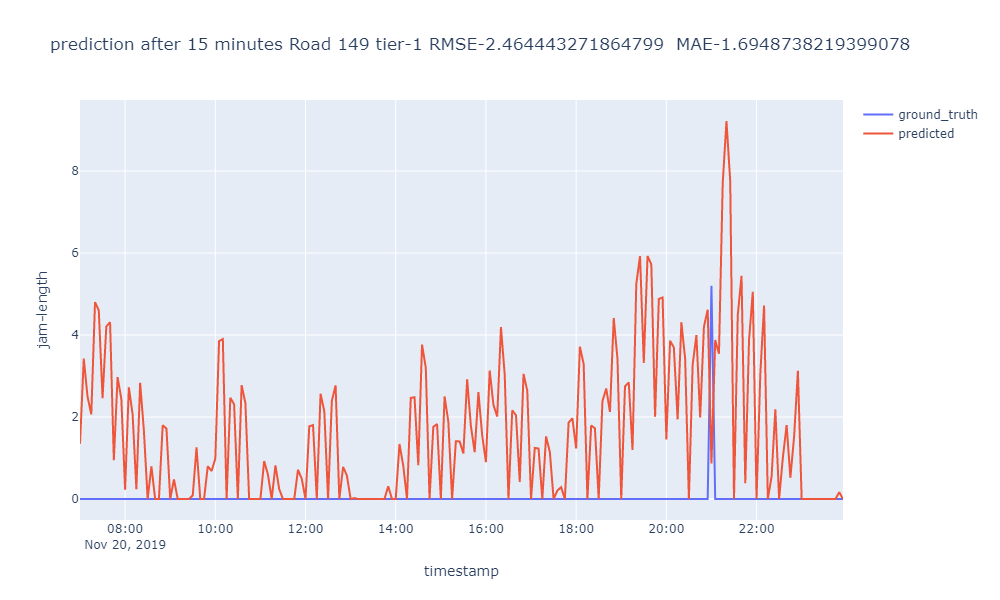 prediction after 15 minutes Road 149 tier-1 RMSE-2.464443271864799  MAE-1.6948738219399078
ground_truth
predicted
8
6
4
2
0
jam-length
08:00 10:00 12:00 14:00 16:00 18:00 20:00 22:00
Nov 20, 2019
timestamp